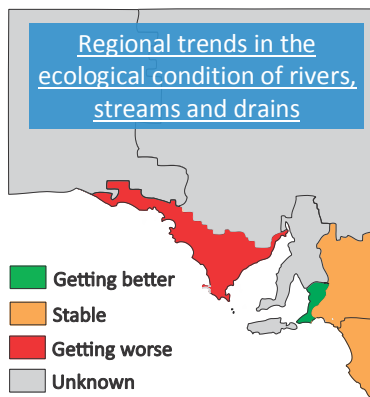 Regional trends in the
ecological condition of rivers,
streams and drains
Getting better
Stable
Getting worse
Unknown